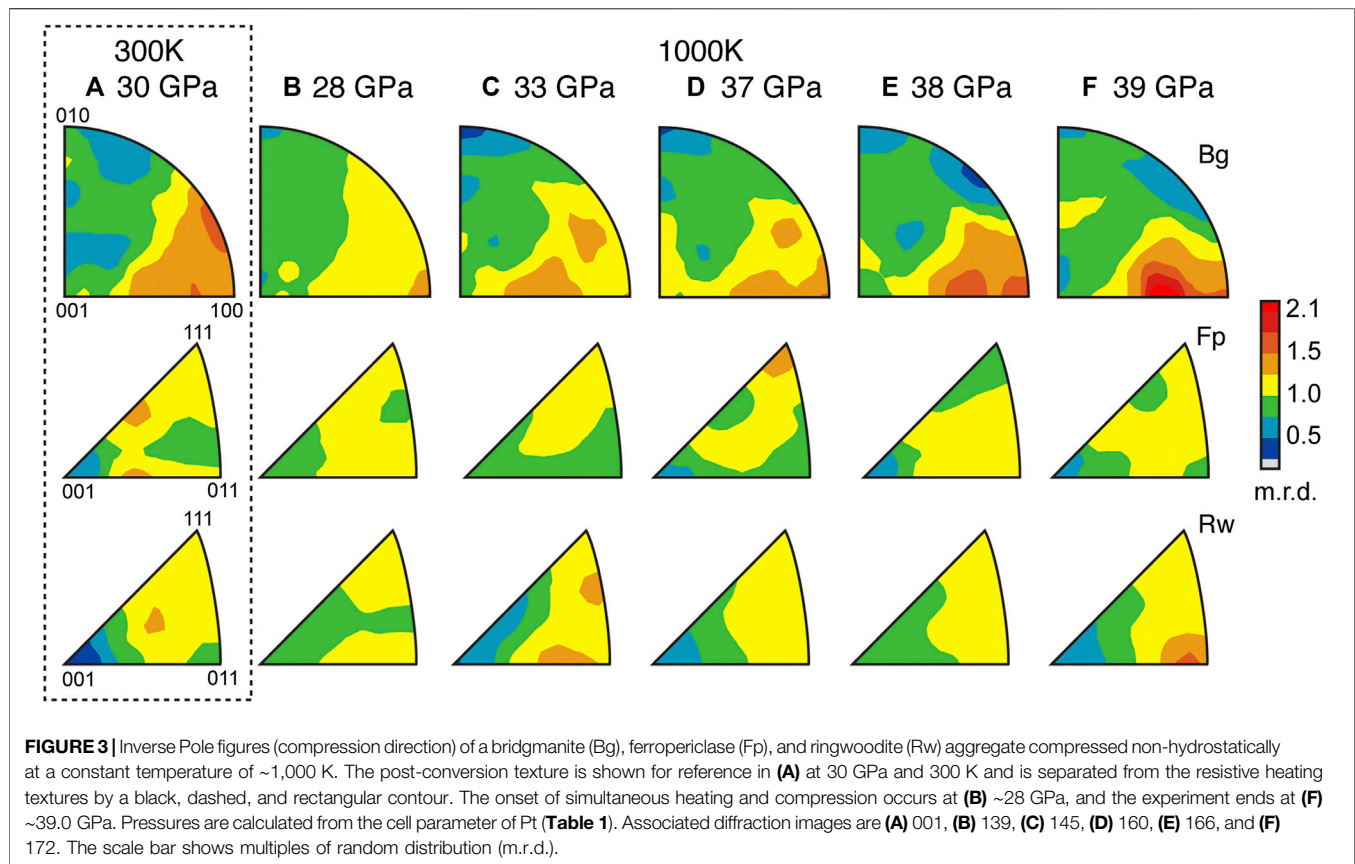 300K
1000K
A 30 GPa
B 28 GPa
C 33 GPa
D 37 GPa
E 38 GPa
F 39 GPa
010
Bg
001
100
2.1
1.5
1.0
0.5
m.r.d.
111
Fp
001
011
111
Rw
001
011
FIGURE 3 | Inverse Pole figures (compression direction) of a bridgmanite (Bg), ferropericlase (Fp), and ringwoodite (Rw) aggregate compressed non-hydrostatically
at a constant temperature of ~1,000 K. The post-conversion texture is shown for reference in (A) at 30 GPa and 300 K and is separated from the resistive heating
textures by a black, dashed, and rectangular contour. The onset of simultaneous heating and compression occurs at (B) ~28 GPa, and the experiment ends at (F)
~39.0 GPa. Pressures are calculated from the cell parameter of Pt (Table 1). Associated diffraction images are (A) 001, (B) 139, (C) 145, (D) 160, (E) 166, and (F)
172. The scale bar shows multiples of random distribution (m.r.d.).